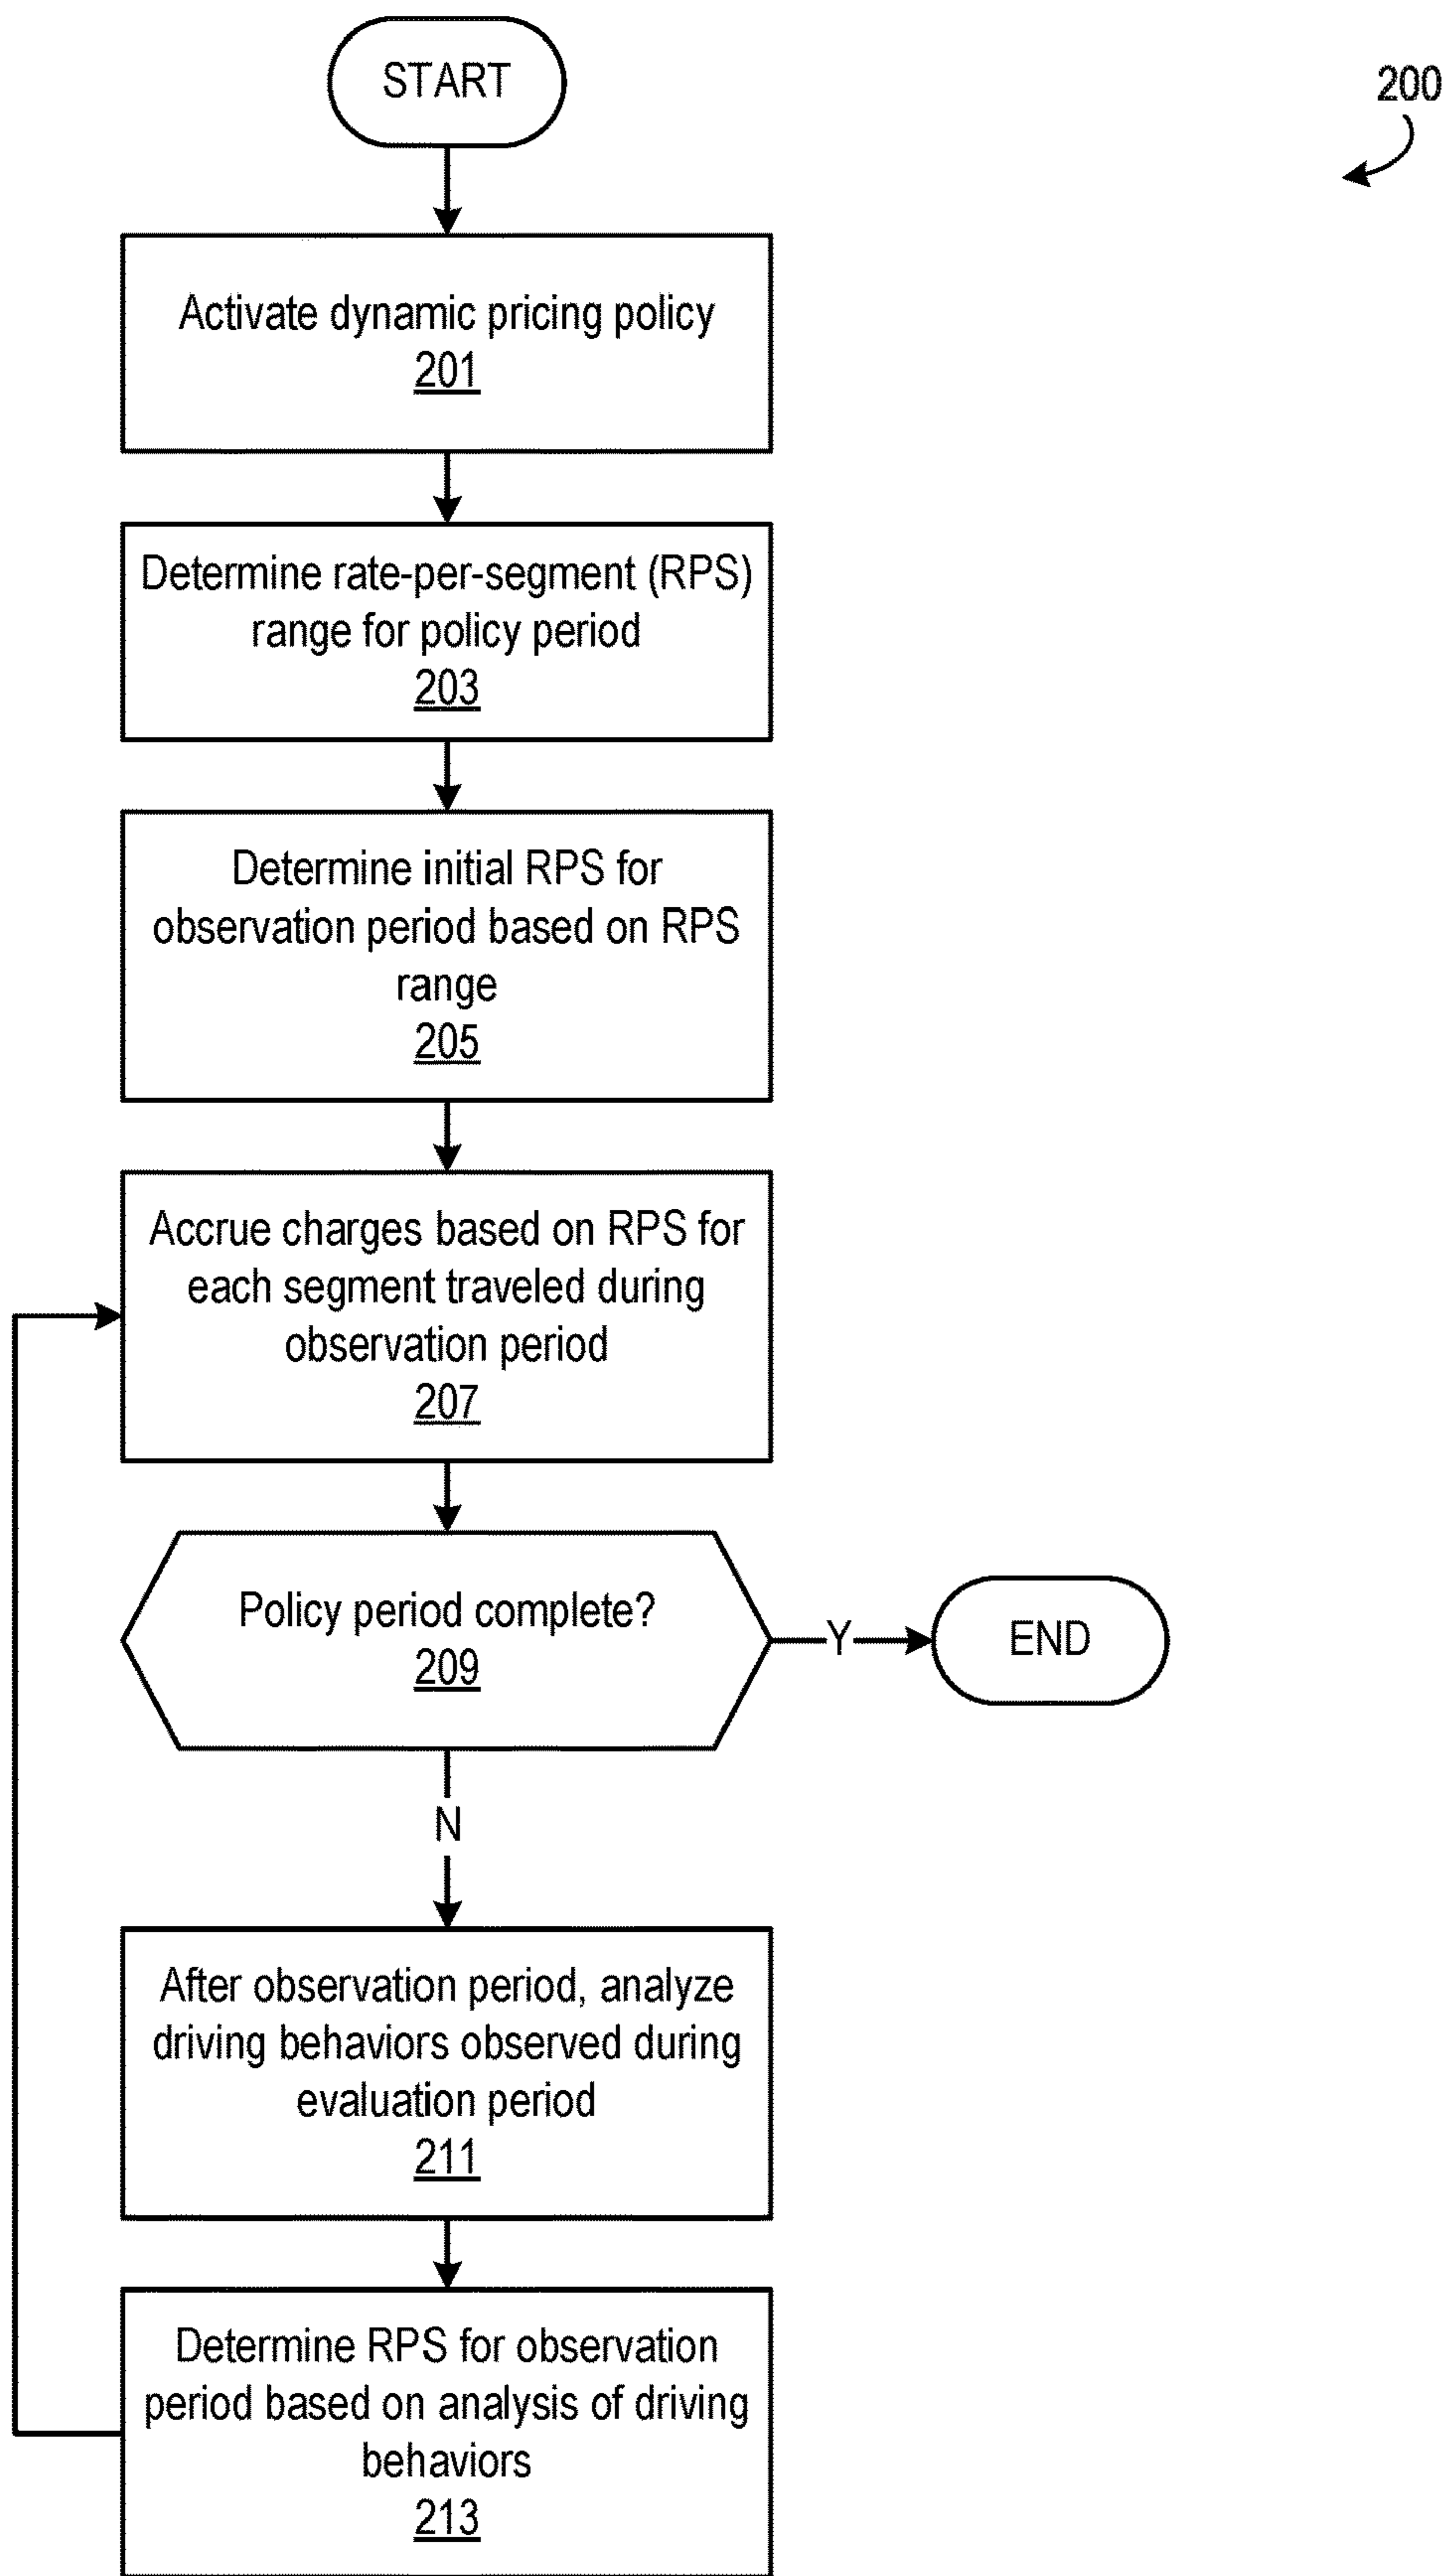 START
200
Activate dynamic pricing policy
201
Determine rate-per-segment (RPS)
range for policy period
203
Determine initial RPS for
observation period based on RPS
range
205
Accrue charges based on RPS for
each segment traveled during
observation period
207
Policy period complete?
209
Y
END
N
After observation period, analyze
driving behaviors observed during
evaluation period
211
Determine RPS for observation
period based on analysis of driving
behaviors
213